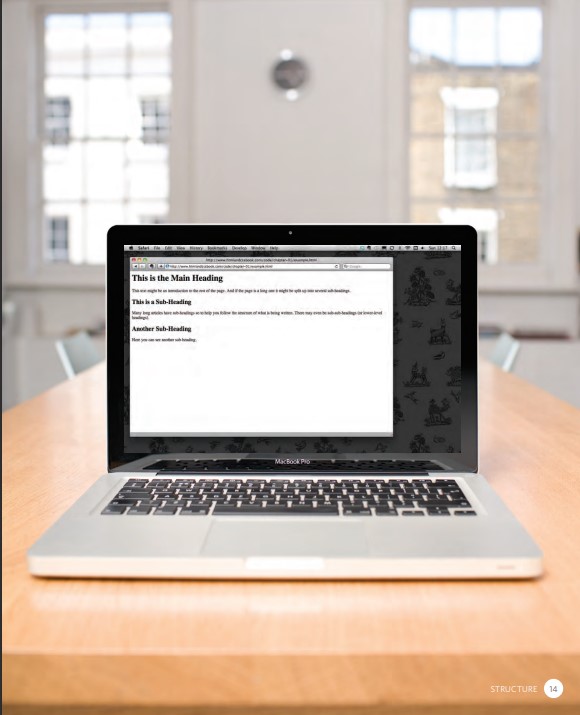 Safari File Edit View History Bookmarks Develop Window Help
Sun 22:17
http://www.htmlandcssbook.com/code/chapter-01/example.html
http://www.htmlandcssbook.com/code/chapter-01/example.html
This is the Main Heading
This text might be an introduction to the rest of the page. And if the page is a long one it might be split up into several sub-headings.
This is a Sub-Heading
Many long articles have sub-headings so to help you follow the structure of what is being written. There may even be sub-sub-headings (or lower-level
headings).
Another Sub-Heading
Here you can see another sub-heading.
MacBook Pro
STRUCTURE 14